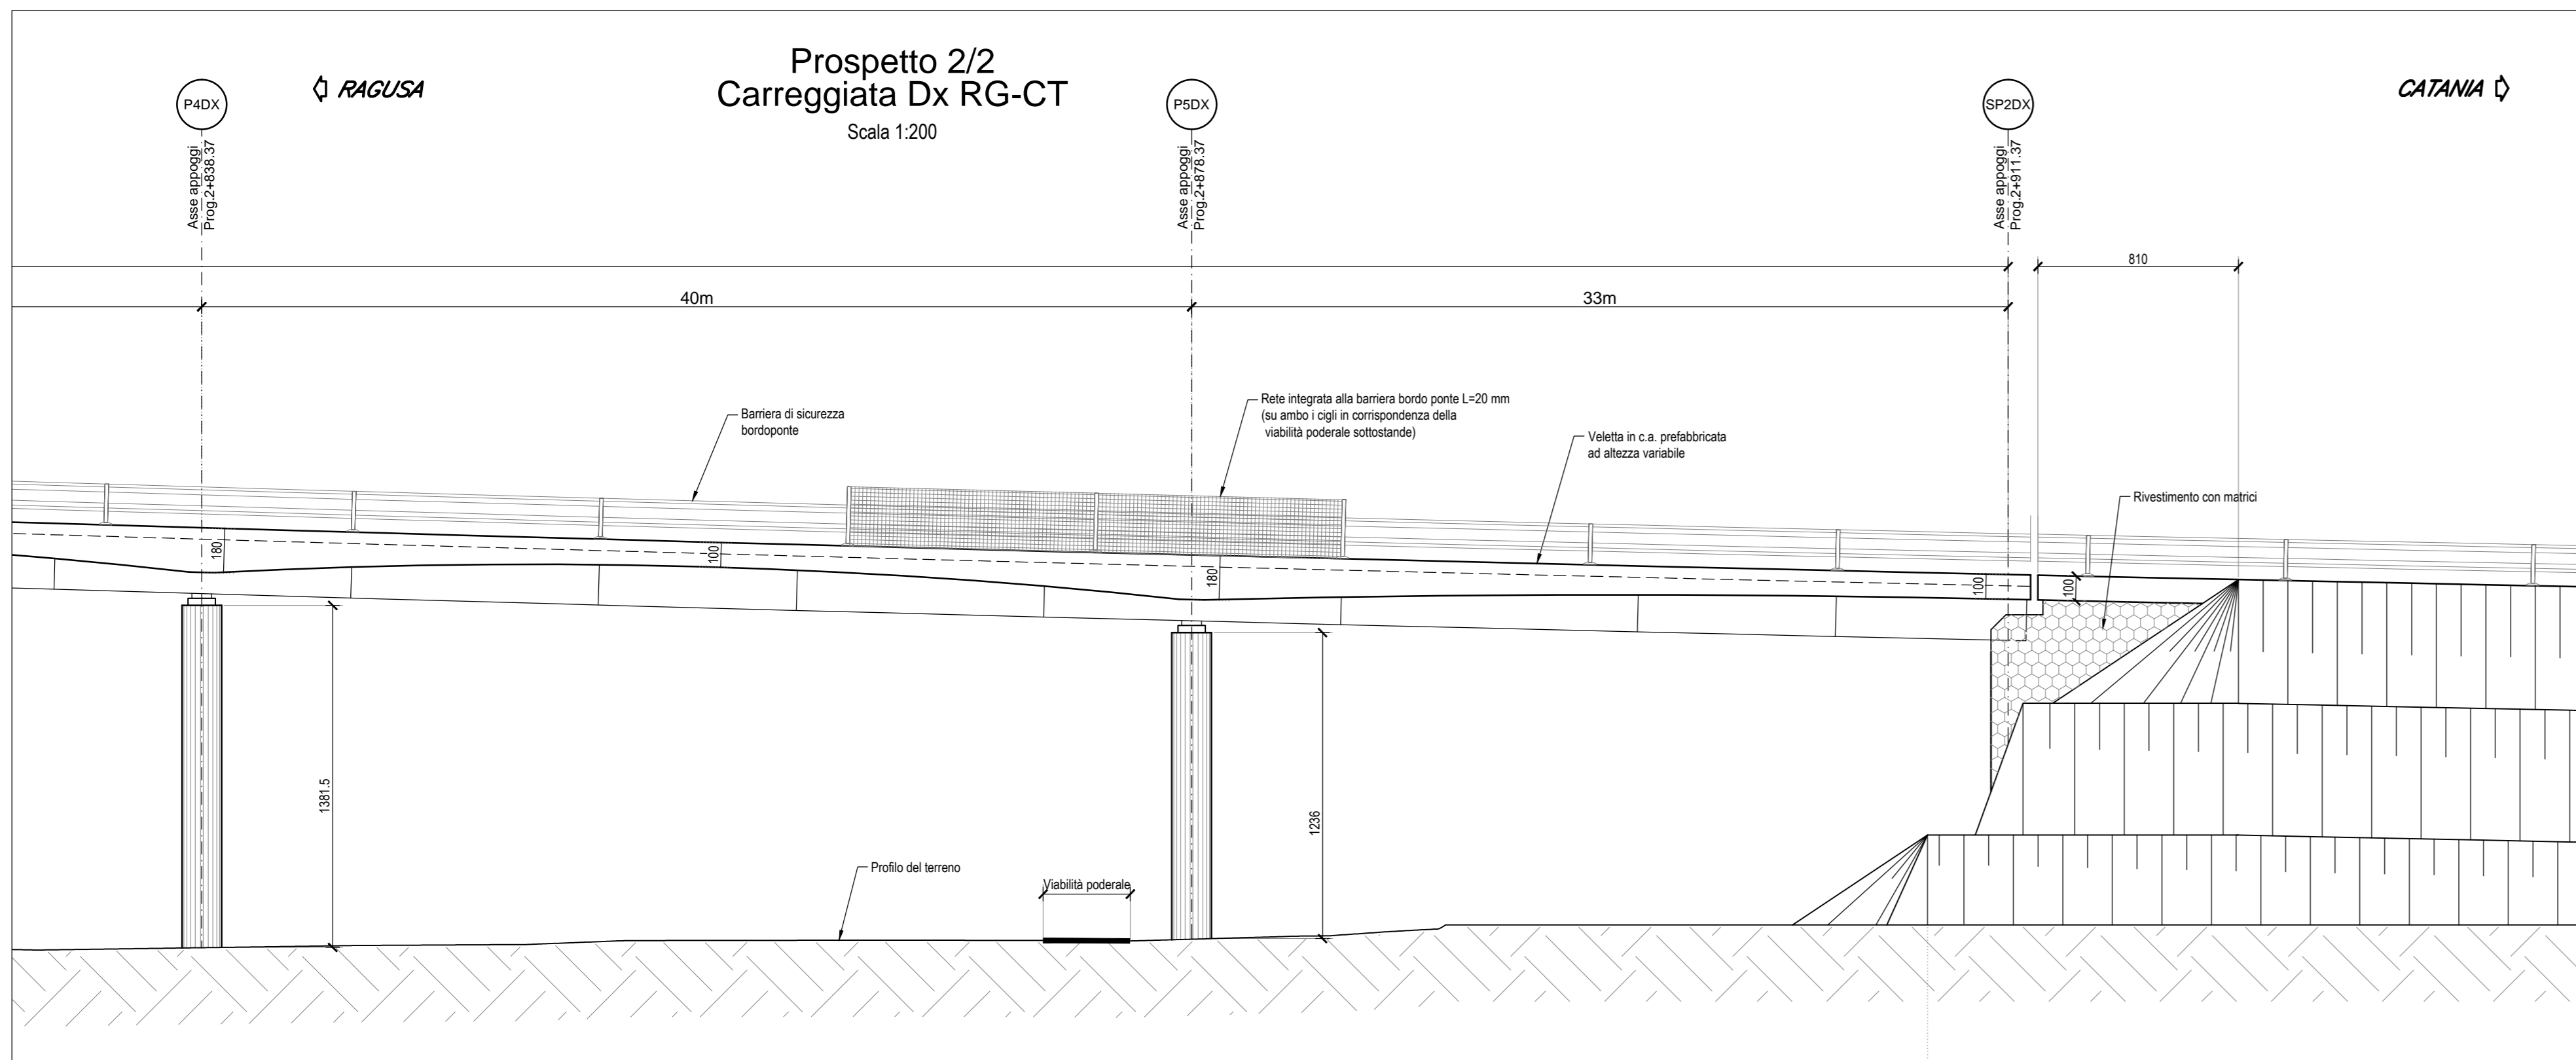 Prospetto 2/2
Carreggiata Dx RG-CT
Scala 1:200
RAGUSA
CATANIA
P4DX
P5DX
SP2DX
Asse appoggi
Prog.2+838.37
Asse appoggi
Prog.2+878.37
Asse appoggi
Prog.2+911.37
810
40m
33m
Barriera di sicurezza
bordoponte
Rete integrata alla barriera bordo ponte L=20 mm
(su ambo i cigli in corrispondenza della
viabilità poderale sottostande)
Veletta in c.a. prefabbricata
ad altezza variabile
Rivestimento con matrici
180
100
180
100
100
1381.5
1236
Profilo del terreno
Viabilità poderale